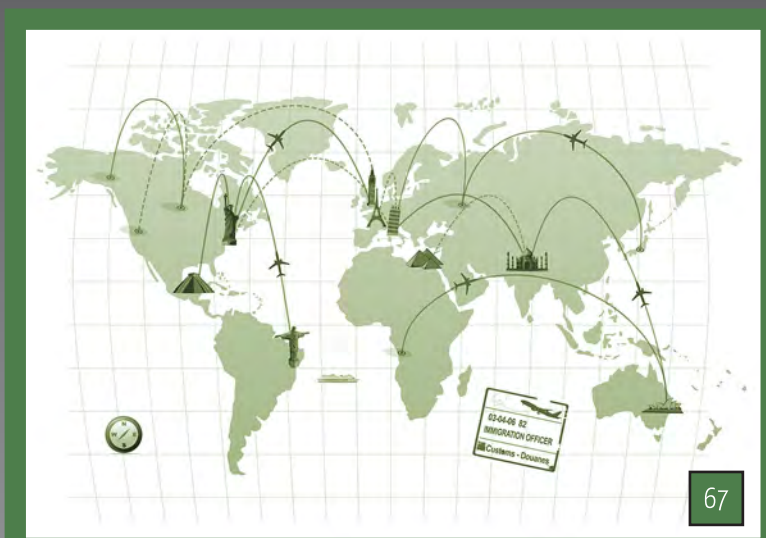 03-04-06 82
IMMIGRATION OFFICER
Customs - Douanes
67